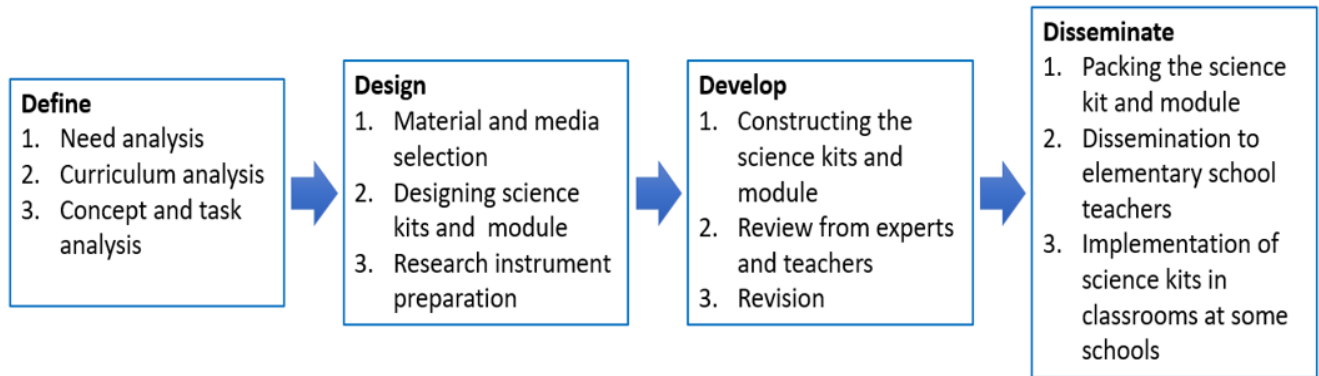 Define
1. Need analysis
2. Curriculum analysis
3. Concept and task
analysis
Design
1. Material and media
selection
2. Designing science
kits and module
3. Research instrument
preparation
Develop
1. Constructing the
science kits and
module
2. Review from experts
and teachers
3. Revision
Disseminate
1. Packing the science
kit and module
2. Dissemination to
elementary school
teachers
3. Implementation of
science kits in
classrooms at some
schools